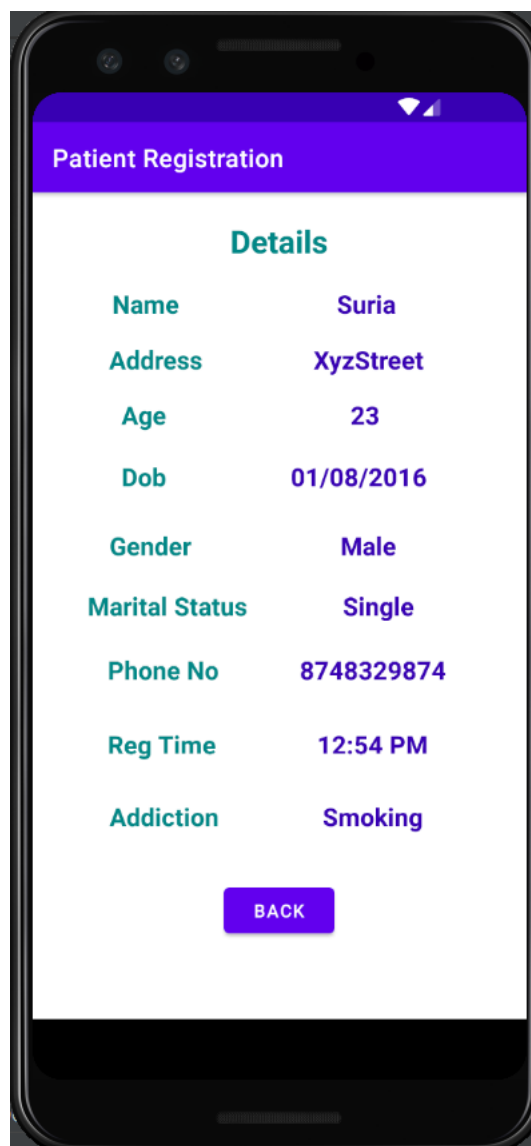 Patient Registration
Details
Name Suria
Address XyzStreet
Age 23
Dob 01/08/2016
Gender Male
Marital Status Single
Phone No 8748329874
Reg Time 12:54 PM
Addiction Smoking
BACK